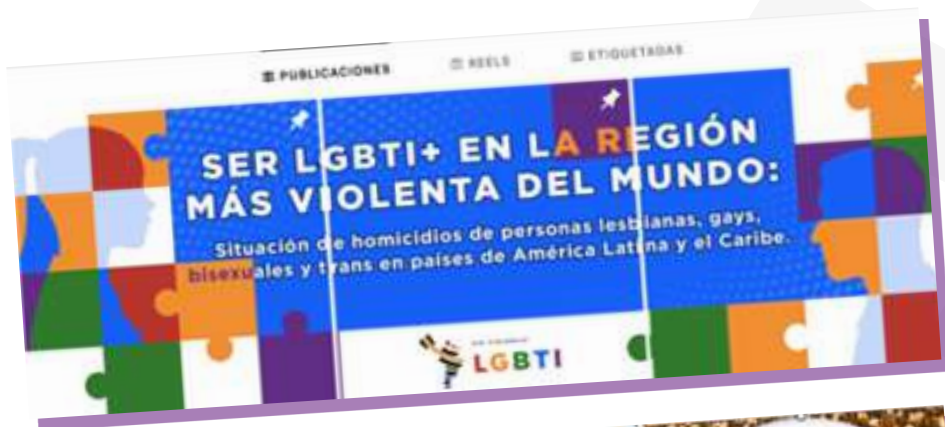 PUBLICACIONES
REELS
ETIQUETADAS
SER LGBTI+ EN LA REGIÓN
MÁS VIOLENTA DEL MUNDO:
Situación de homicidios de personas lesbianas, gays,
bisexuales y trans en países de América Latina y el Caribe.
LGBTI